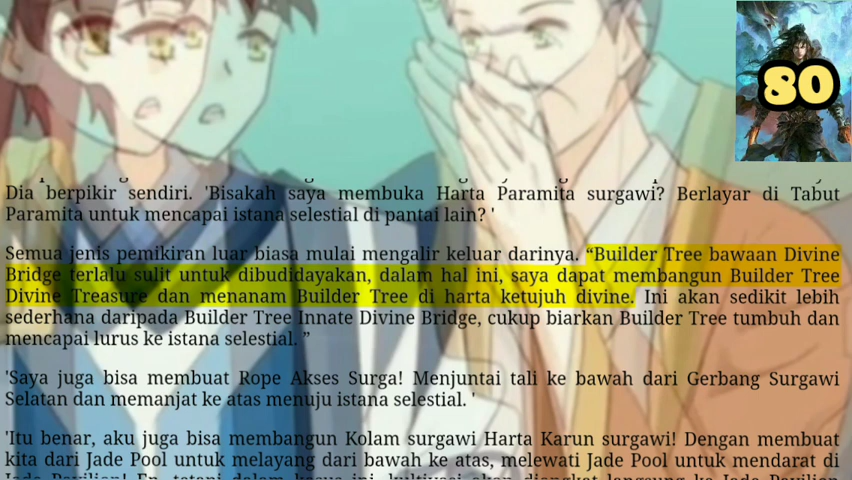 80
Dia berpikir sendiri. 'Bisakah saya membuka Harta Paramita surgawi? Berlayar di Tabut
Paramita untuk mencapai istana selestial di pantai lain? '
Semua jenis pemikiran luar biasa mulai mengalir keluar darinya. “Builder Tree bawaan Divine
Bridge terlalu sulit untuk dibudidayakan, dalam hal ini, saya dapat membangun Builder Tree
Divine Treasure dan menanam Builder Tree di harta ketujuh divine. Ini akan sedikit lebih
sederhana daripada Builder Tree Innate Divine Bridge, cukup biarkan Builder Tree tumbuh dan
mencapai lurus ke istana selestial. ”
'Saya juga bisa membuat Rope Akses Surga! Menjuntai tali ke bawah dari Gerbang Surgawi
Selatan dan memanjat ke atas menuju istana selestial. '
'Itu benar, aku juga bisa membangun Kolam surgawi Harta Karun surgawi! Dengan membuat
kita dari Jade Pool untuk melayang dari bawah ke atas, melewati Jade Pool untuk mendarat di